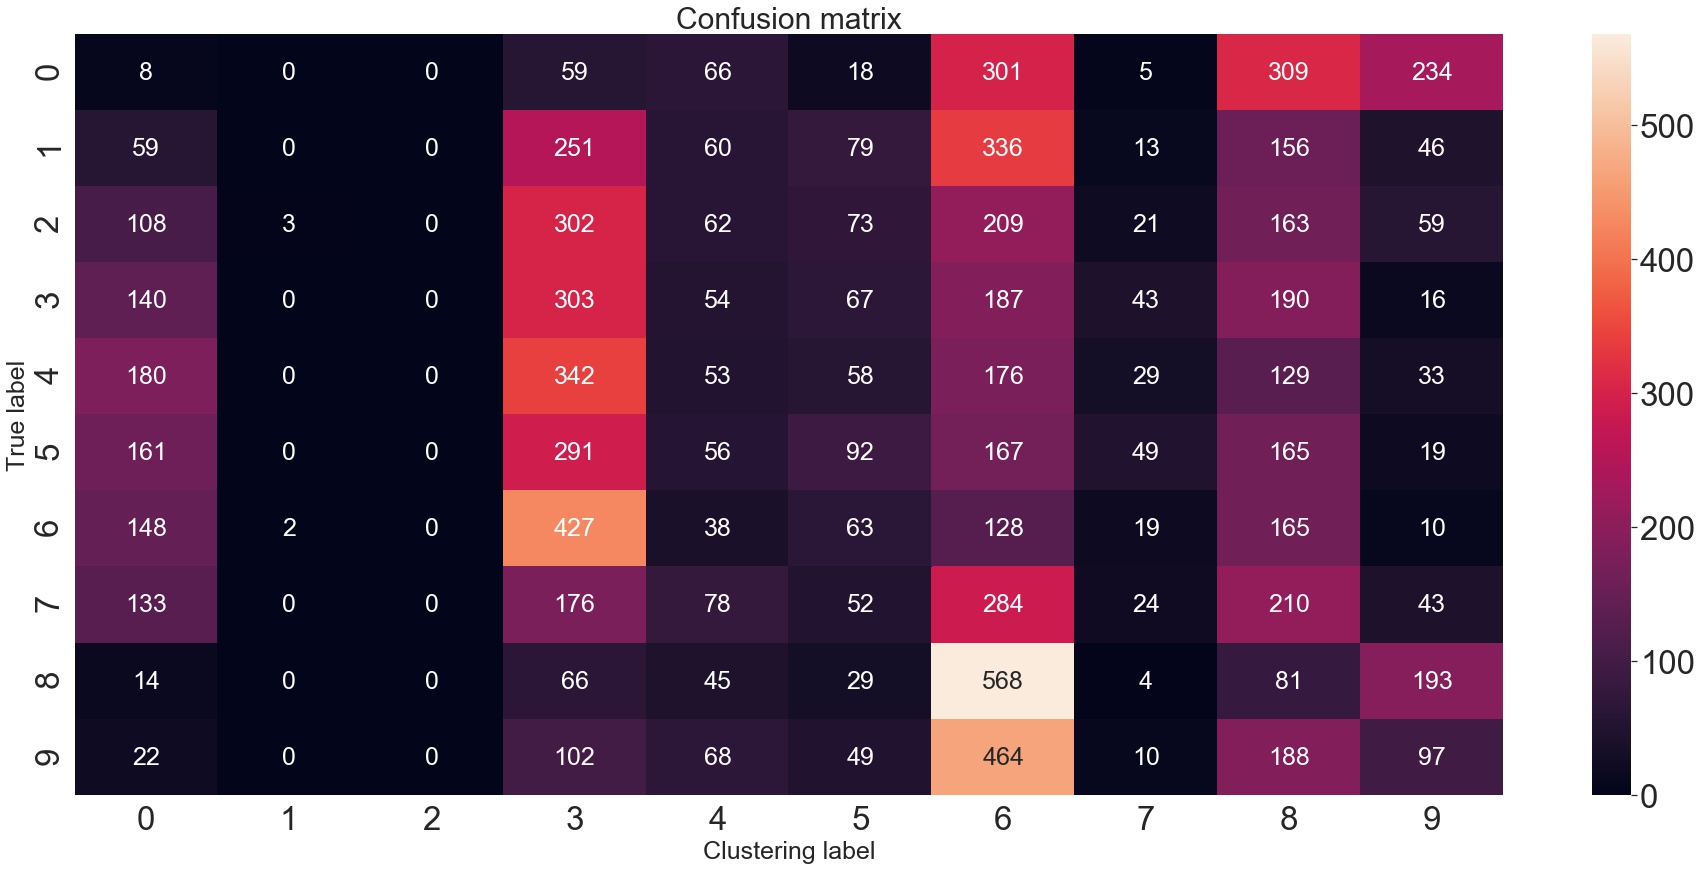 Confusion matrix
0 8 0 0 59 66 18 301 5 309 234
1 59 0 0 251 60 79 336 13 156 46
2 108 3 0 302 62 73 209 21 163 59
3 140 0 0 303 54 67 187 43 190 16
4 180 0 0 342 53 58 176 29 129 33
5 161 0 0 291 56 92 167 49 165 19
6 148 2 0 427 38 63 128 19 165 10
7 133 0 0 176 78 52 284 24 210 43
8 14 0 0 66 45 29 568 4 81 193
9 22 0 0 102 68 49 464 10 188 97
0 1 2 3 4 5 6 7 8 9
Clustering label
True label
500
400
300
200
100
0